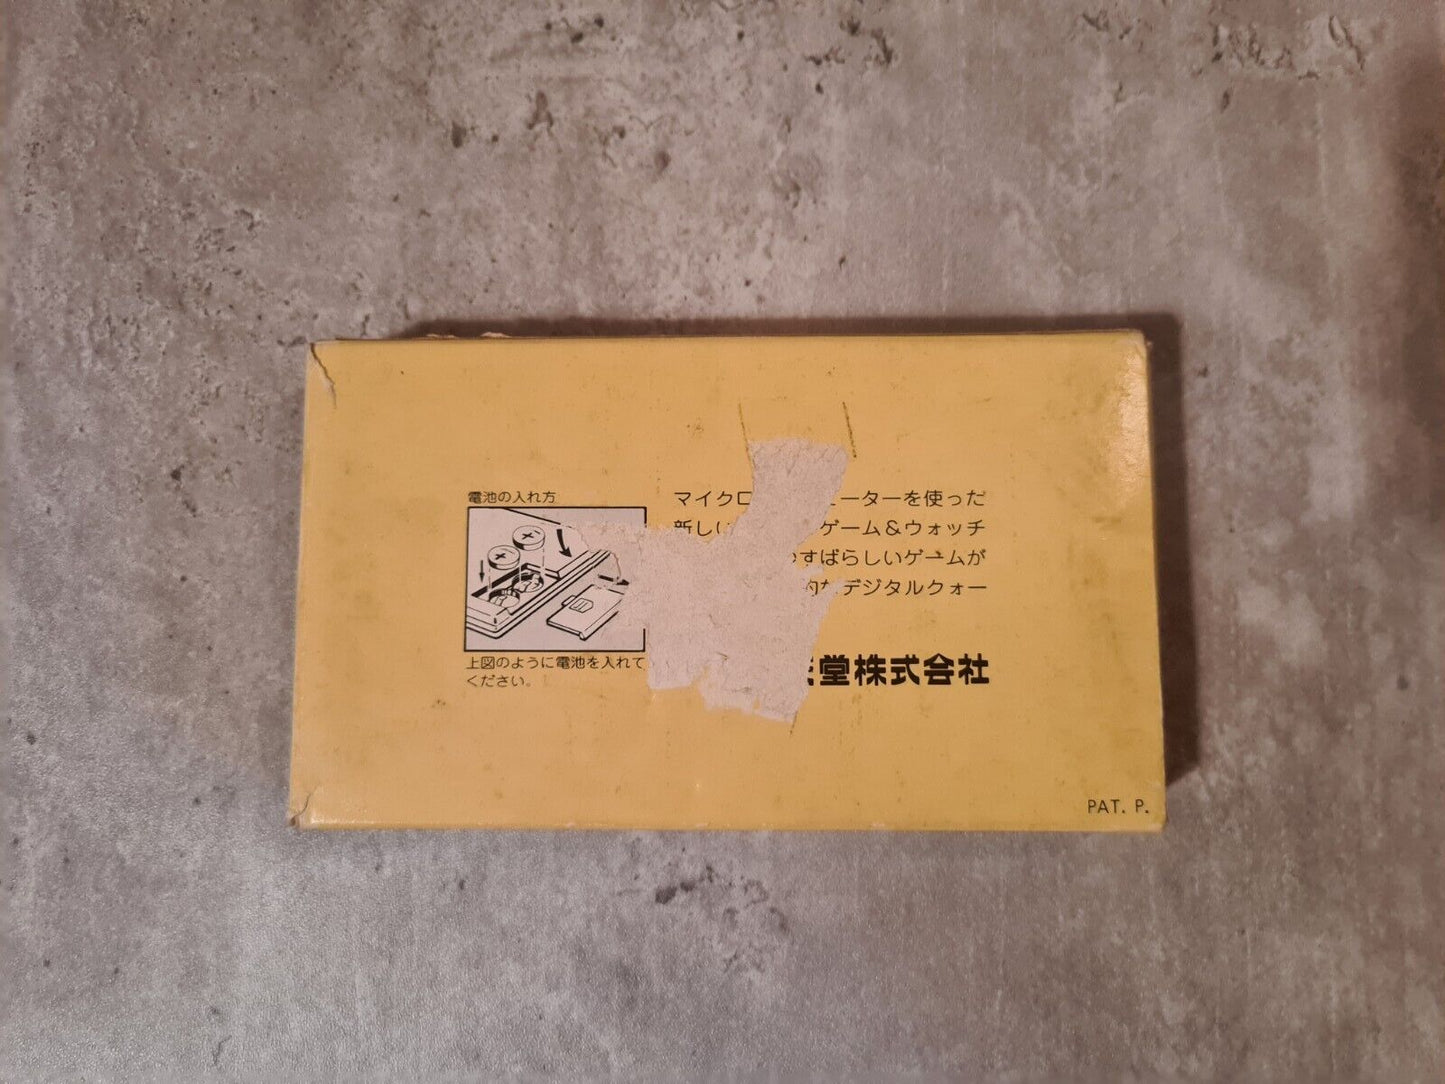 電池の入れ方
上図のように電池を入れて
ください。
マイクロ ューターを使った
新しい ゲーム＆ウォッチ
すばらしいゲームが
的なデジタルクォー
堂株式会社
PAT. P.